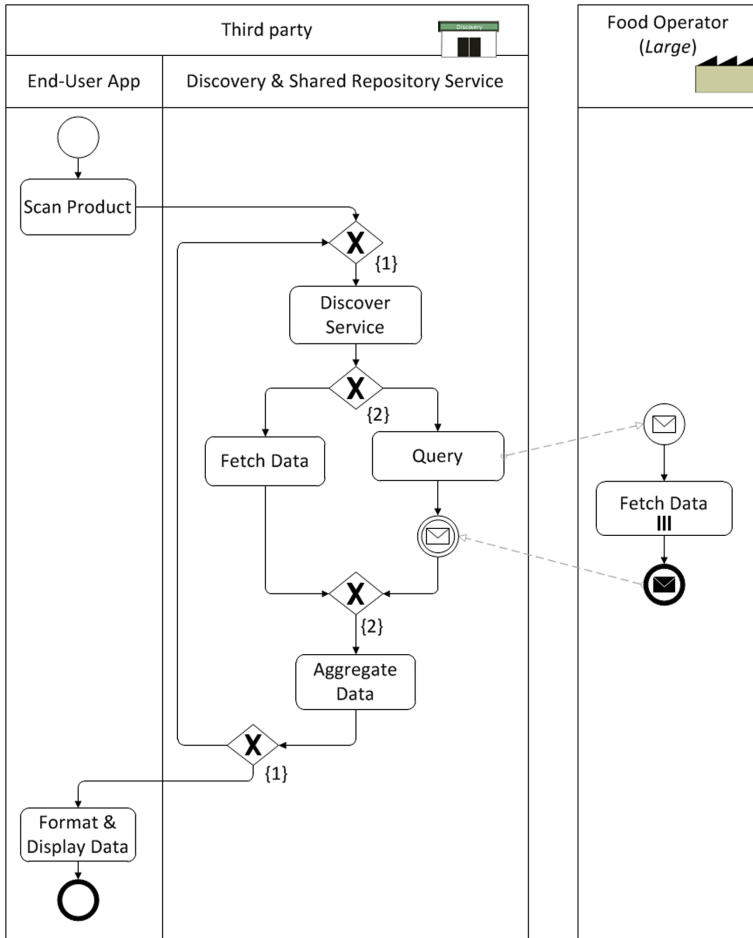 Third party
Discovery
Food Operator
(Large)
End-User App
Discovery & Shared Repository Service
Scan Product
X
{1}
Discover
Service
X
{2}
Fetch Data
Query
Fetch Data
X
{2}
Aggregate
Data
X
{1}
Format &
Display Data